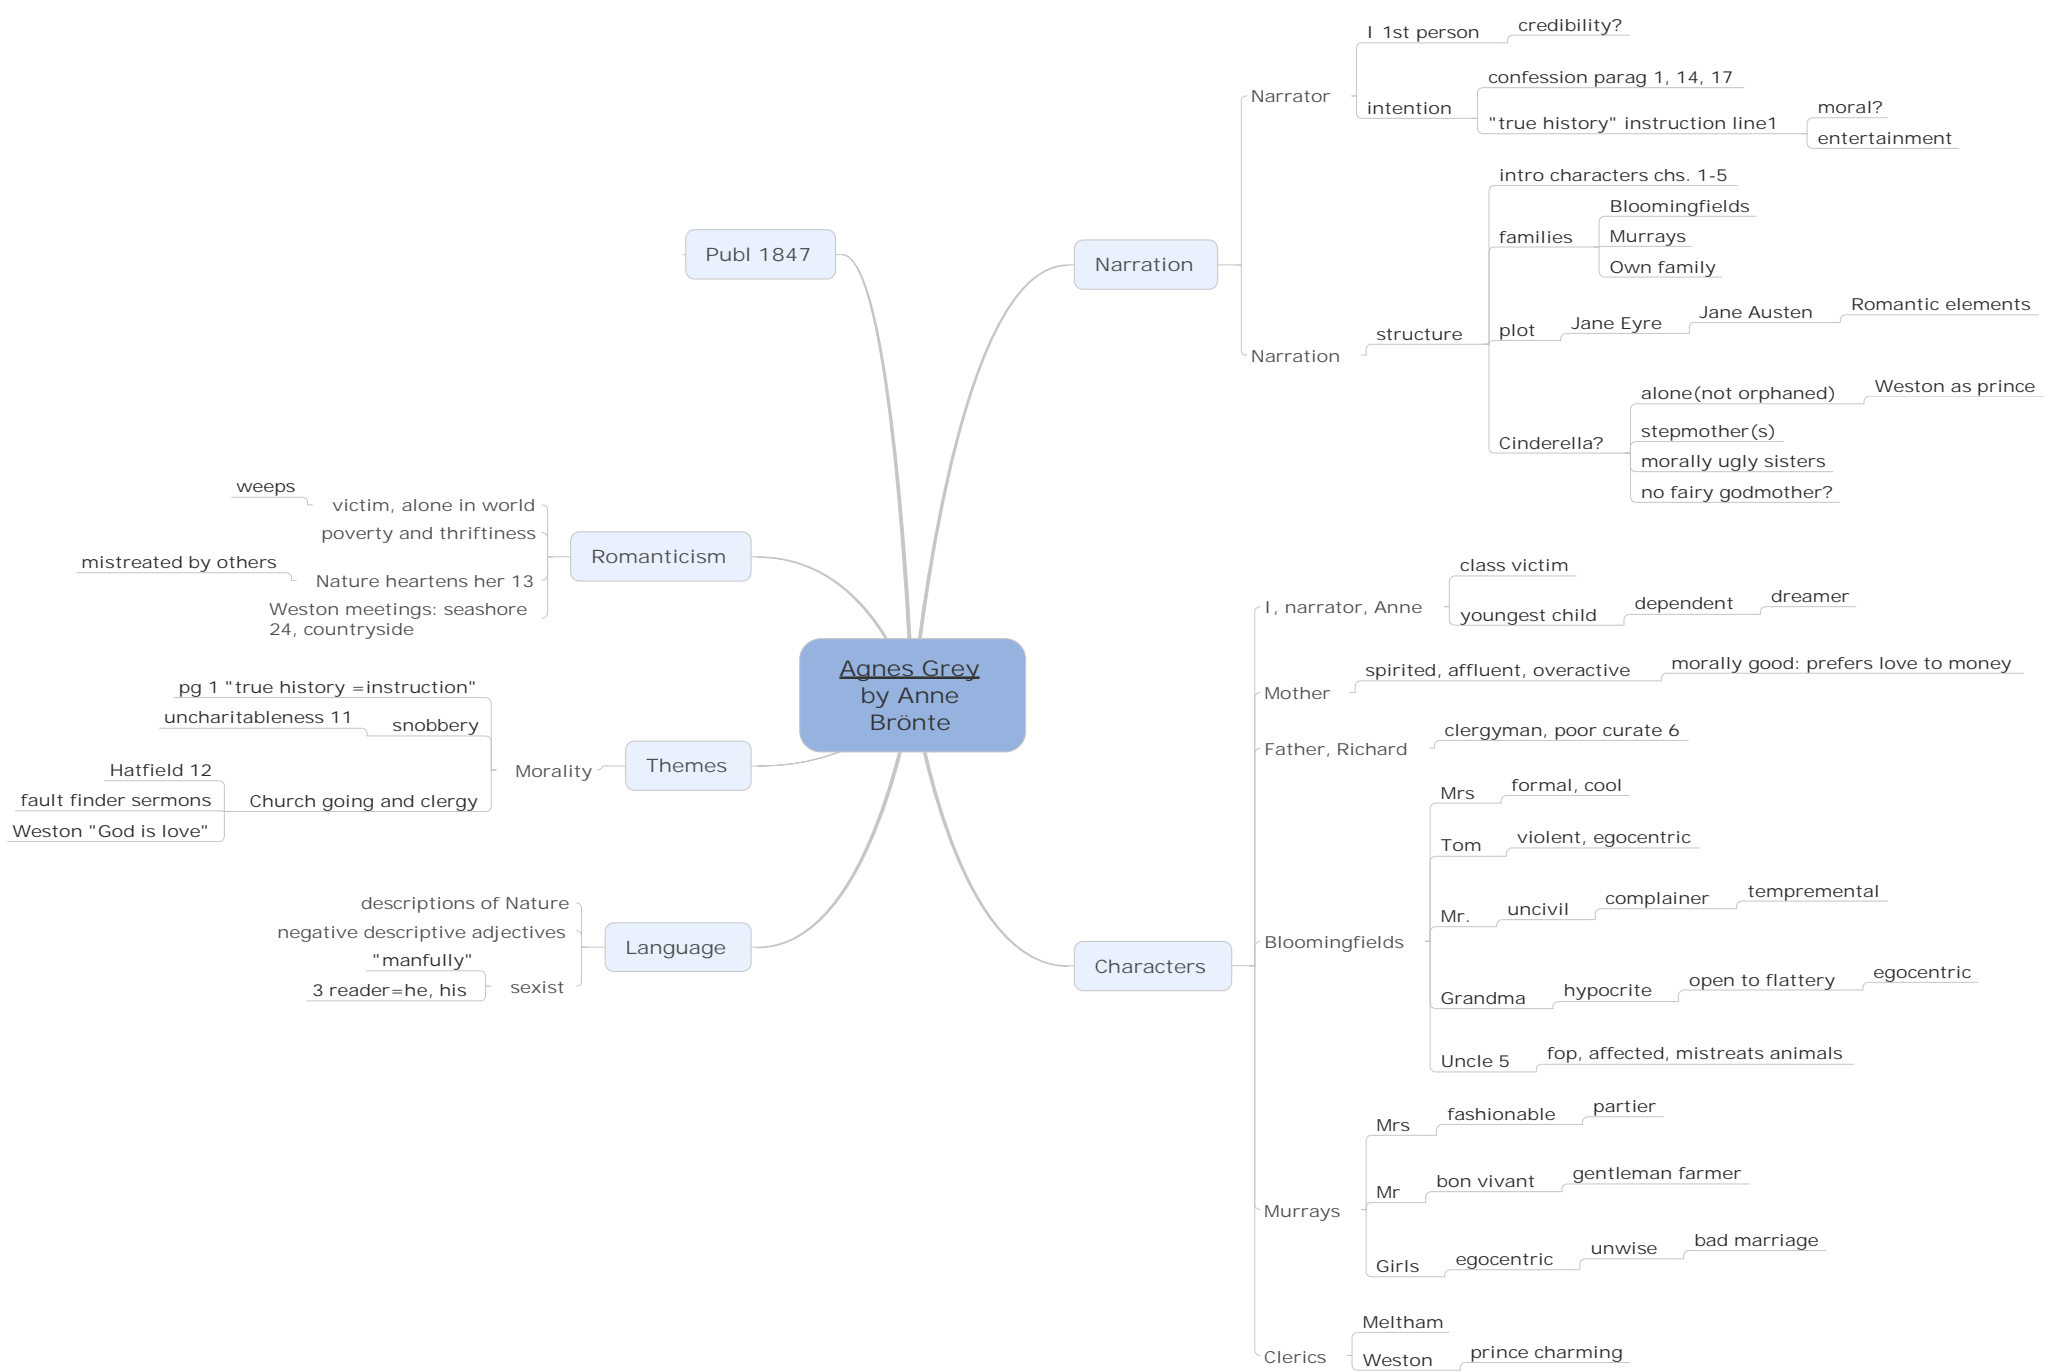 Agnes Grey
by Anne
Brönte
Publ 1847
Narration
Narrator
I 1st person
credibility?
intention
confession parag 1, 14, 17
"true history" instruction line1
moral?
entertainment
Narration
structure
intro characters chs. 1-5
families
Bloomingfields
Murrays
Own family
plot
Jane Eyre
Jane Austen
Romantic elements
Cinderella?
alone(not orphaned)
Weston as prince
stepmother(s)
morally ugly sisters
no fairy godmother?
Characters
I, narrator, Anne
class victim
youngest child
dependent
dreamer
Mother
spirited, affluent, overactive
morally good: prefers love to money
Father, Richard
clergyman, poor curate 6
Bloomingfields
Mrs
formal, cool
Tom
violent, egocentric
Mr.
uncivil
complainer
tempremental
Grandma
hypocrite
open to flattery
egocentric
Uncle 5
fop, affected, mistreats animals
Murrays
Mrs
fashionable
partier
Mr
bon vivant
gentleman farmer
Girls
egocentric
unwise
bad marriage
Clerics
Meltham
Weston
prince charming
Romanticism
victim, alone in world
weeps
poverty and thriftiness
Nature heartens her 13
mistreated by others
Weston meetings: seashore
24, countryside
Themes
Morality
pg 1 "true history =instruction"
snobbery
uncharitableness 11
Church going and clergy
Hatfield 12
fault finder sermons
Weston "God is love"
Language
descriptions of Nature
negative descriptive adjectives
sexist
"manfully"
3 reader=he, his